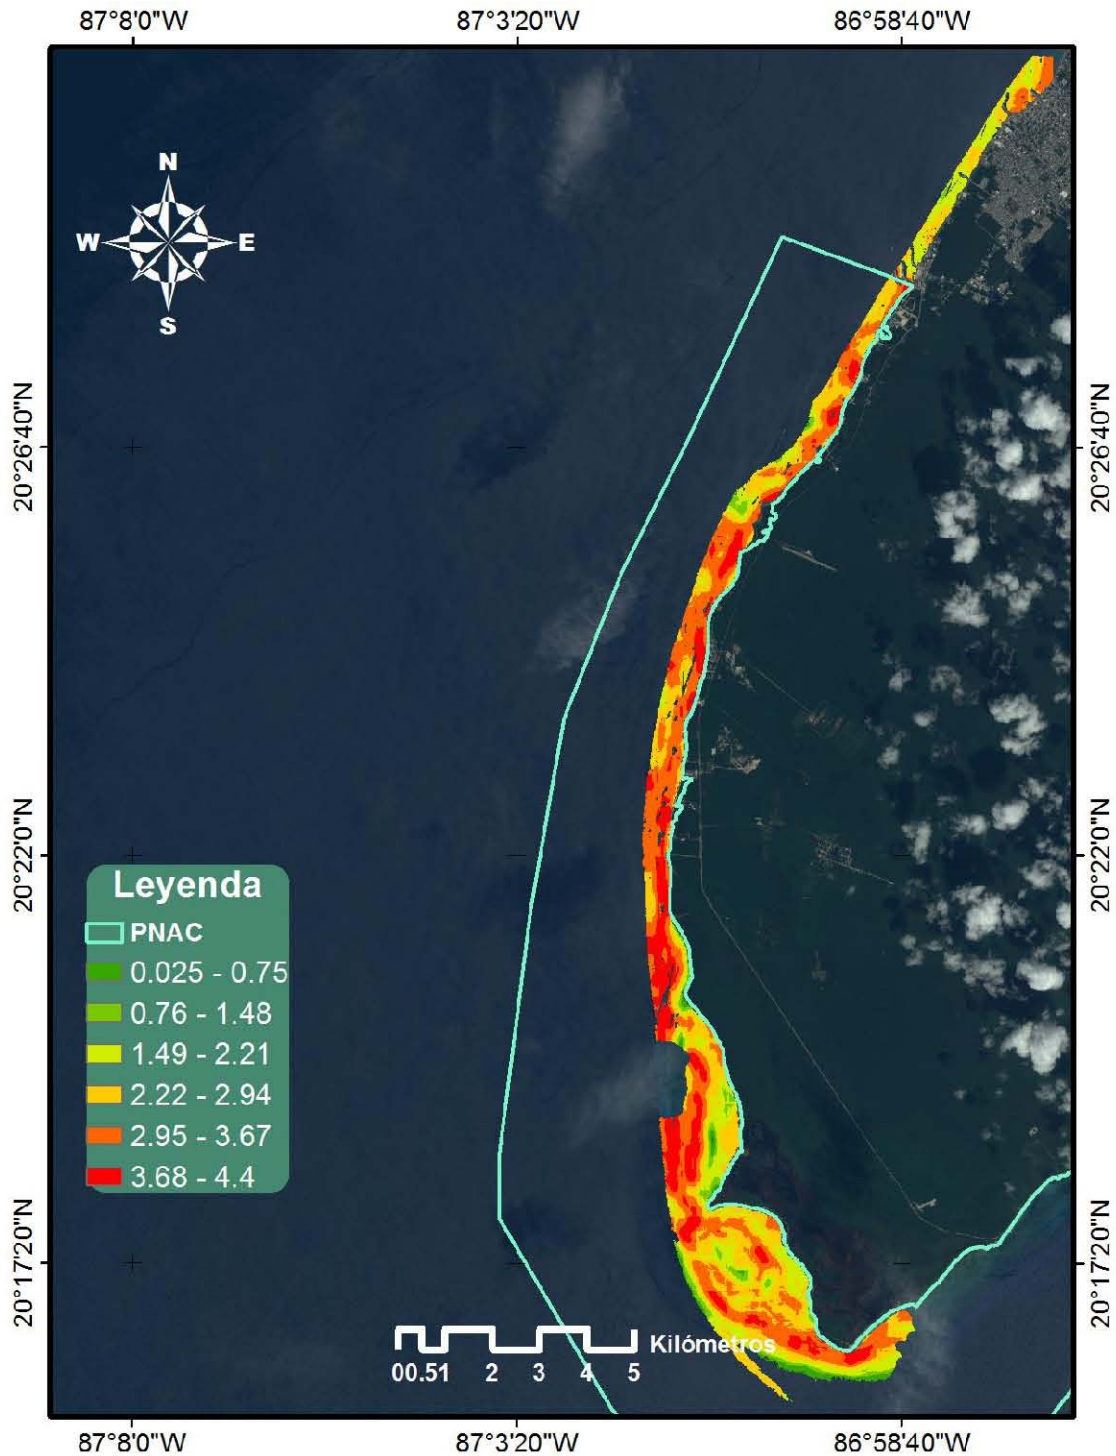 87°8'0"W 87°3'20"W 86°58'40"W
N
W E
S
20°26'40"N 20°26'40"N
20°22'0"N 20°22'0"N
Leyenda
PNAC
0.025 - 0.75
0.76 - 1.48
1.49 - 2.21
2.22 - 2.94
2.95 - 3.67
3.68 - 4.4
20°17'20"N 20°17'20"N
Kilómetros
00.51 2 3 4 5
87°8'0"W 87°3'20"W 86°58'40"W